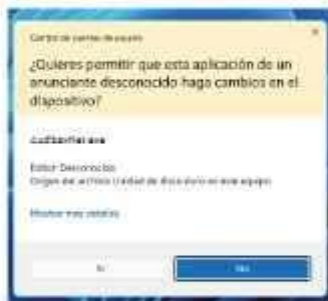 Control de cuentas de usuario
¿Quieres permitir que esta aplicación de un
anunciante desconocido haga cambios en el
dispositivo?
Editor: Desconocido
Origen del archivo: Unidad de disco duro en este equipo
Mostrar más detalles
No